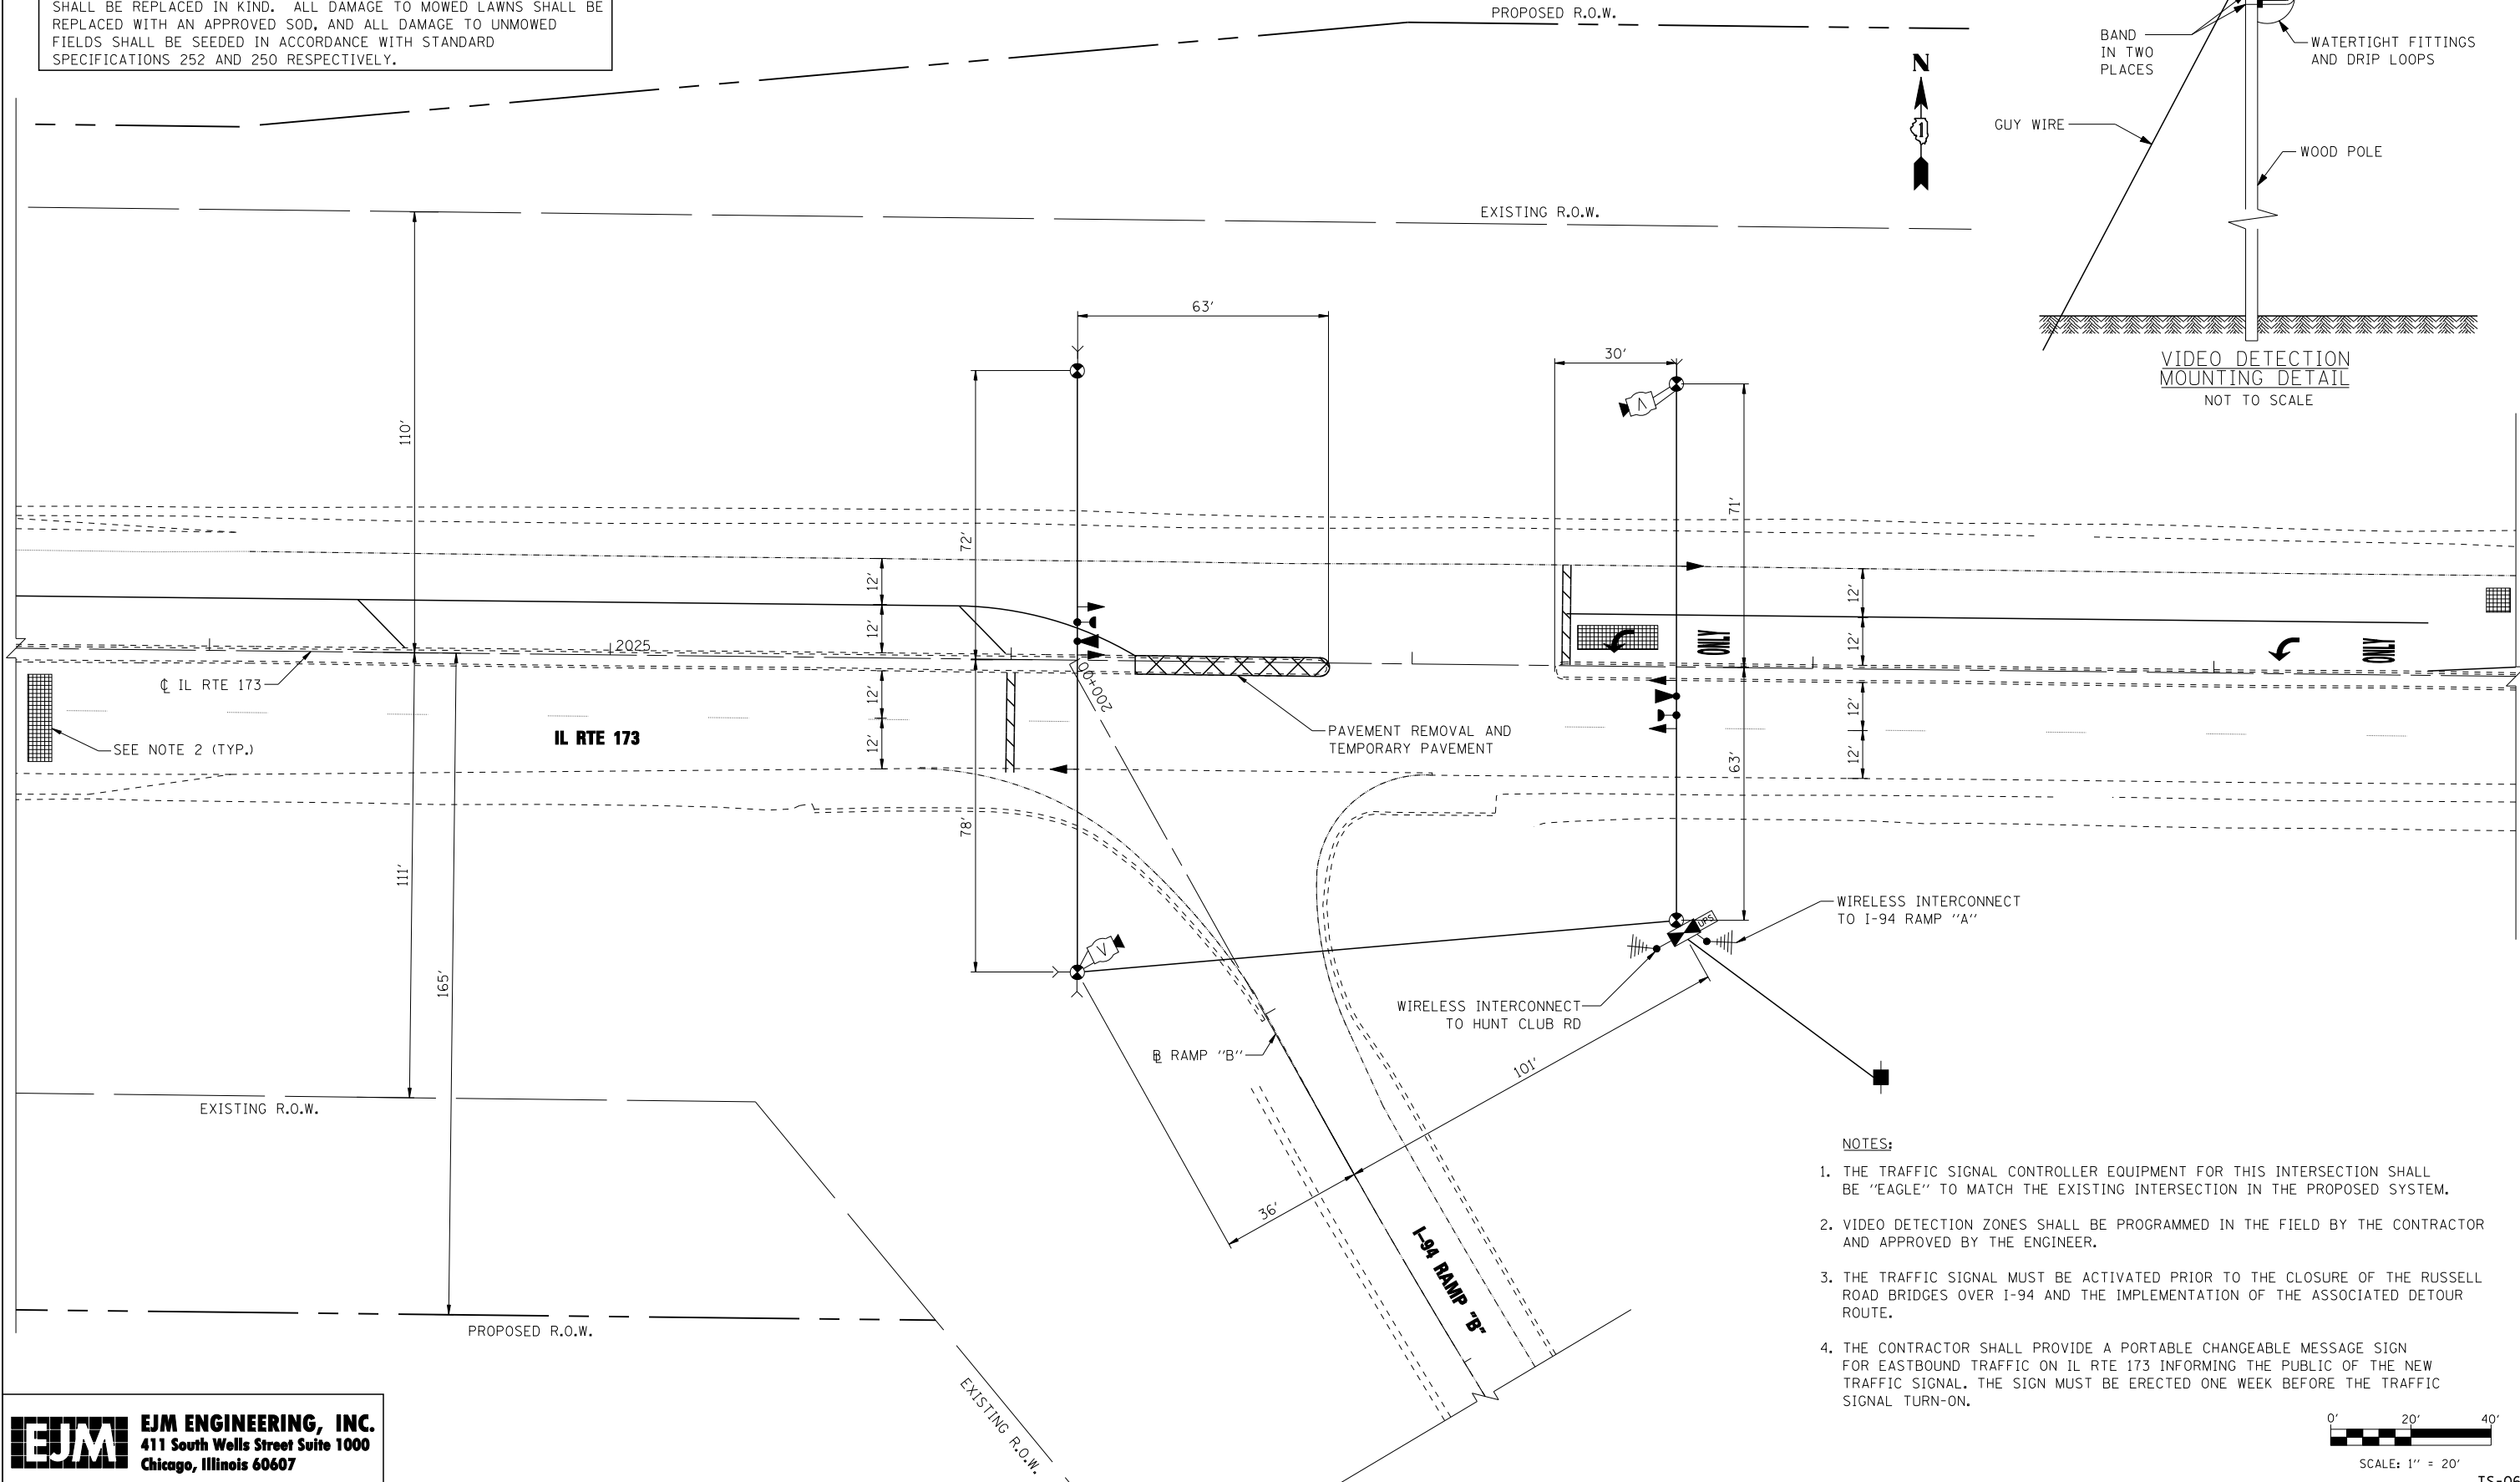 SHALL BE REPLACED IN KIND. ALL DAMAGE TO MOWED LAWNS SHALL BE
REPLACED WITH AN APPROVED SOD, AND ALL DAMAGE TO UNMOWED
FIELDS SHALL BE SEEDED IN ACCORDANCE WITH STANDARD
SPECIFICATIONS 252 AND 250 RESPECTIVELY.
PROPOSED R.O.W.
N
1
BAND
IN TWO
PLACES
WATERTIGHT FITTINGS
AND DRIP LOOPS
GUY WIRE
WOOD POLE
EXISTING R.O.W.
VIDEO DETECTION
MOUNTING DETAIL
NOT TO SCALE
63'
30'
V
110'
72'
71'
12'
12'
12'
12'
2025
ONLY
ONLY
℄ IL RTE 173
200+00
SEE NOTE 2 (TYP.)
IL RTE 173
12'
12'
PAVEMENT REMOVAL AND
TEMPORARY PAVEMENT
12'
12'
63'
78'
111'
165'
V
UPS
WIRELESS INTERCONNECT
TO I-94 RAMP "A"
WIRELESS INTERCONNECT
TO HUNT CLUB RD
BL RAMP "B"
101'
36'
EXISTING R.O.W.
I-94 RAMP "B"
PROPOSED R.O.W.
EXISTING R.O.W.
NOTES:
1. THE TRAFFIC SIGNAL CONTROLLER EQUIPMENT FOR THIS INTERSECTION SHALL
BE "EAGLE" TO MATCH THE EXISTING INTERSECTION IN THE PROPOSED SYSTEM.
2. VIDEO DETECTION ZONES SHALL BE PROGRAMMED IN THE FIELD BY THE CONTRACTOR
AND APPROVED BY THE ENGINEER.
3. THE TRAFFIC SIGNAL MUST BE ACTIVATED PRIOR TO THE CLOSURE OF THE RUSSELL
ROAD BRIDGES OVER I-94 AND THE IMPLEMENTATION OF THE ASSOCIATED DETOUR
ROUTE.
4. THE CONTRACTOR SHALL PROVIDE A PORTABLE CHANGEABLE MESSAGE SIGN
FOR EASTBOUND TRAFFIC ON IL RTE 173 INFORMING THE PUBLIC OF THE NEW
TRAFFIC SIGNAL. THE SIGN MUST BE ERECTED ONE WEEK BEFORE THE TRAFFIC
SIGNAL TURN-ON.
EJM
EJM ENGINEERING, INC.
411 South Wells Street Suite 1000
Chicago, Illinois 60607
0' 20' 40'
SCALE: 1" = 20'